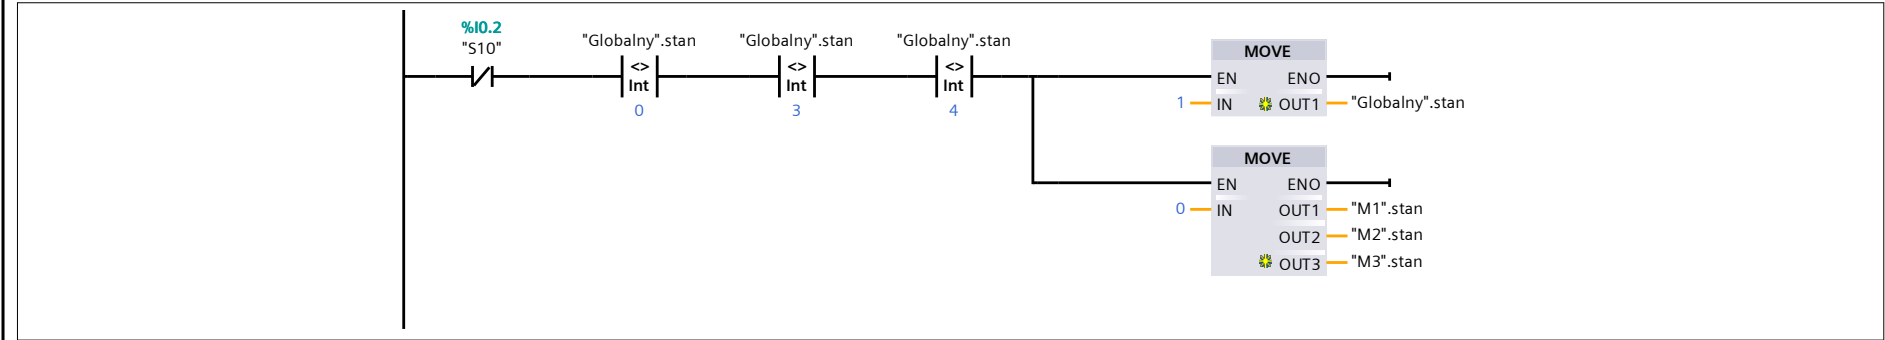 %I0.2
"S10"
"Globalny".stan
<>
Int
0
"Globalny".stan
<>
Int
3
"Globalny".stan
<>
Int
4
MOVE
EN ENO
1 IN OUT1 "Globalny".stan
MOVE
EN ENO
0 IN OUT1 "M1".stan
OUT2 "M2".stan
OUT3 "M3".stan